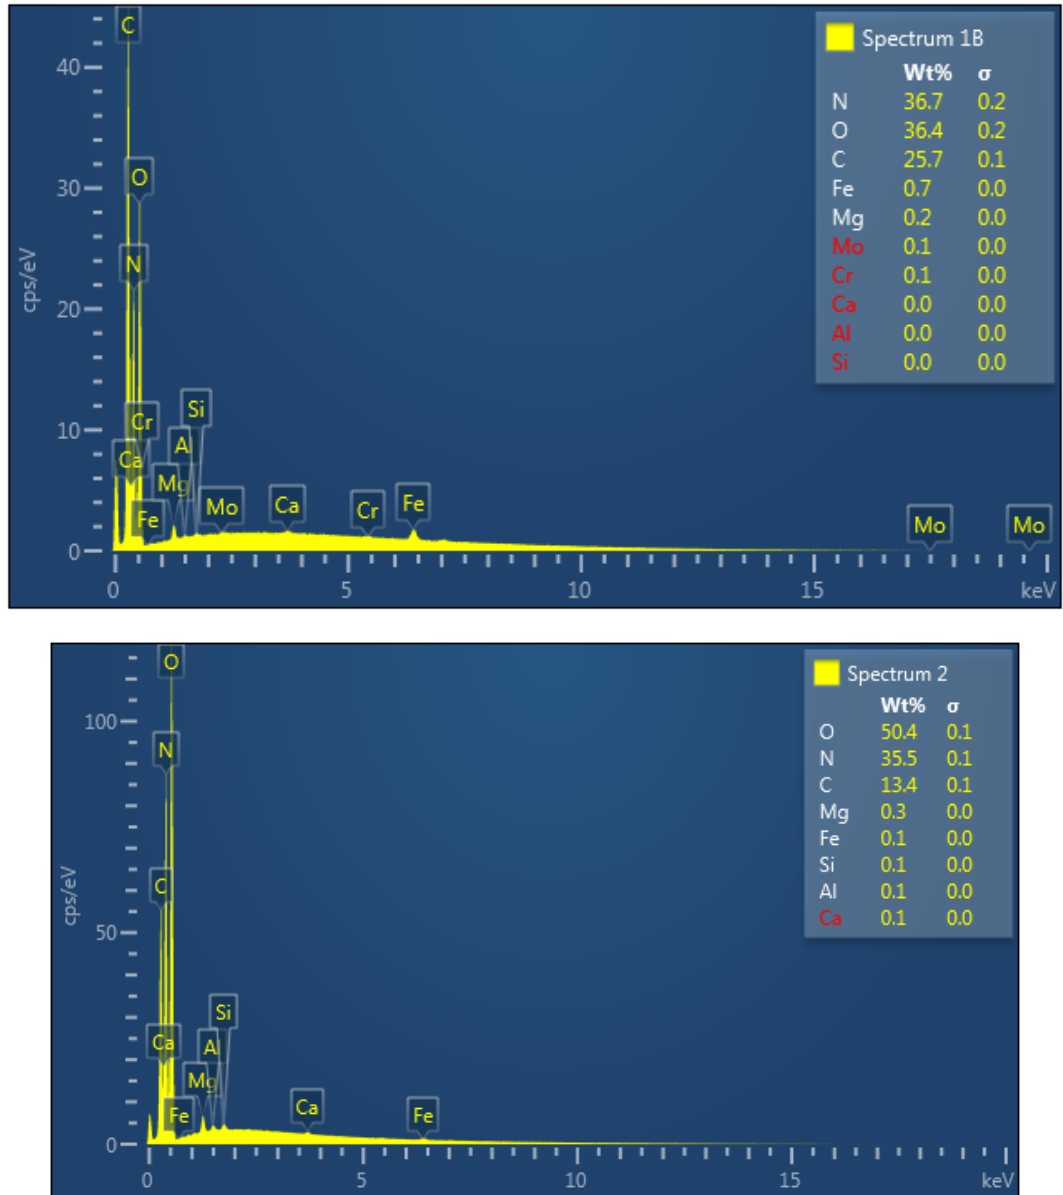 C
40
O
30
N
cps/eV
20
Si
Cr
10
A
Ca
Mg
Fe
Mo
Ca
Cr
Fe
Mo
Mo
0
0
5
10
15
keV
Spectrum 1B
Wt% σ
N 36.7 0.2
O 36.4 0.2
C 25.7 0.1
Fe 0.7 0.0
Mg 0.2 0.0
Mo 0.1 0.0
Cr 0.1 0.0
Ca 0.0 0.0
Al 0.0 0.0
Si 0.0 0.0
O
100
N
C
cps/eV
50
Si
Ca
A
Mg
Fe
Ca
Fe
0
0
5
10
15
keV
Spectrum 2
Wt% σ
O 50.4 0.1
N 35.5 0.1
C 13.4 0.1
Mg 0.3 0.0
Fe 0.1 0.0
Si 0.1 0.0
Al 0.1 0.0
Ca 0.1 0.0